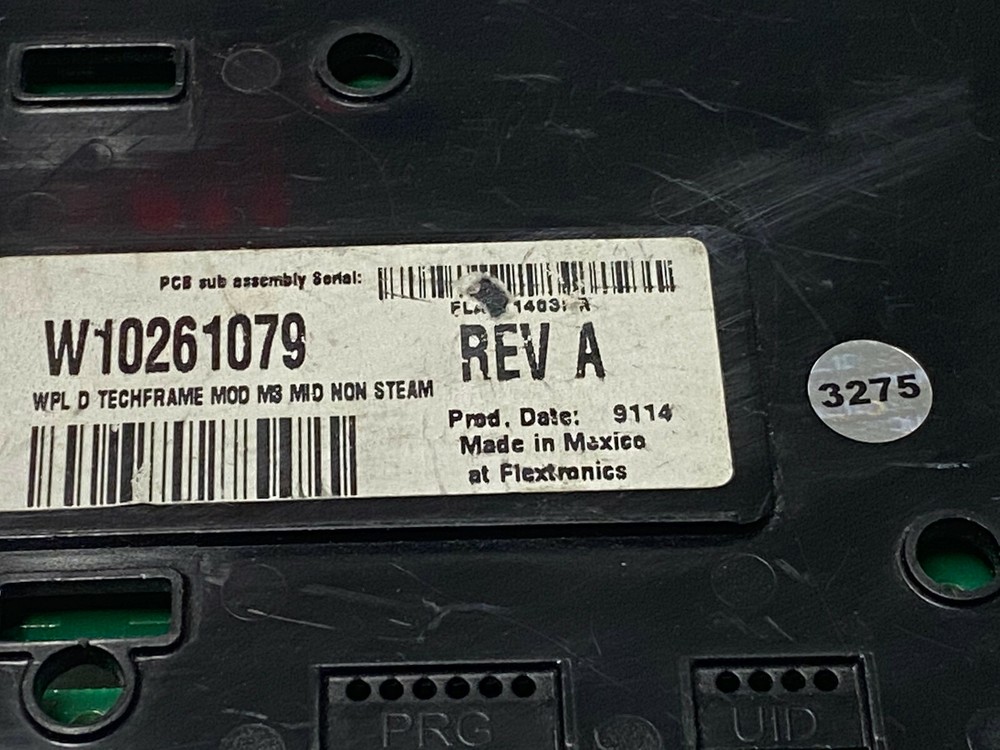 PCB sub assembly Serial:
W10261079
REV A
WPL D TECHFRAME MOD M3 MID NON STEAM
Prod. Date: 9114
Made in Mexico
at Flextronics
3275
PRG
UID